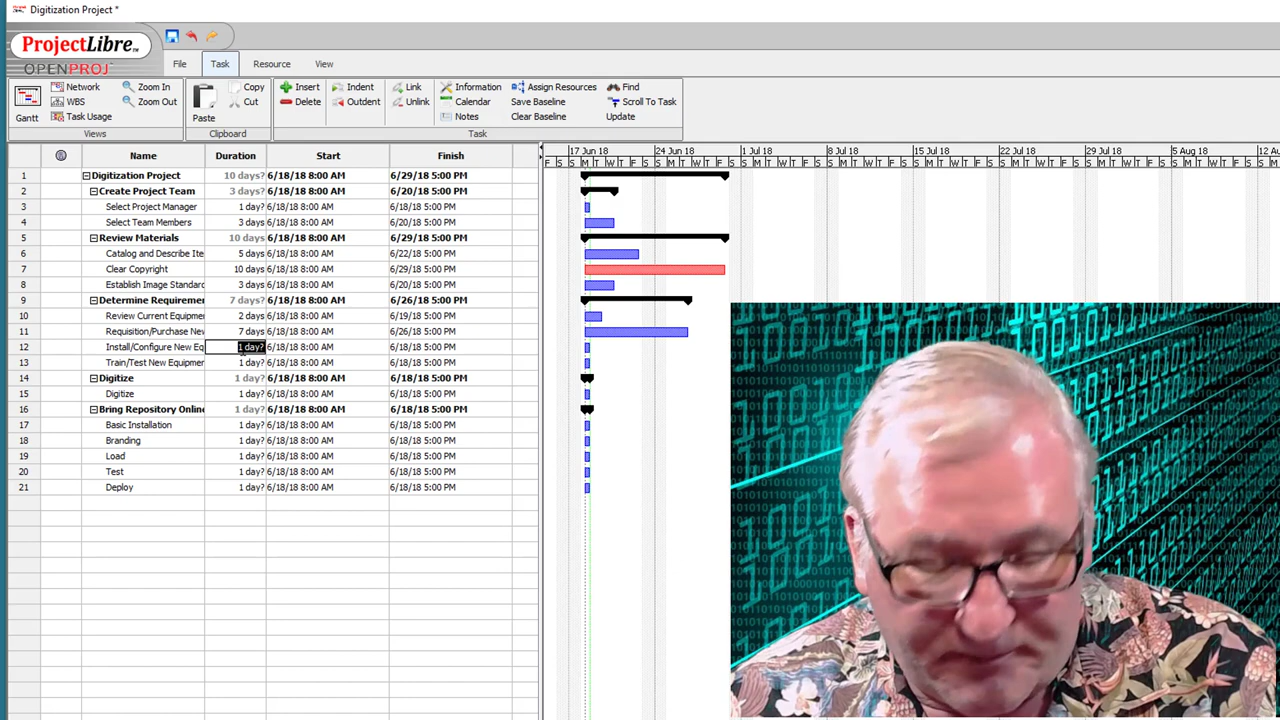 Digitization Project *
ProjectLibre™
OPENPROJ
File Task Resource View
Gantt
Network
WBS
Task Usage
Zoom In
Zoom Out
Views
Paste
Copy
Cut
Clipboard
Insert
Delete
Indent
Outdent
Link
Unlink
Information
Calendar
Notes
Assign Resources
Save Baseline
Clear Baseline
Find
Scroll To Task
Update
Task
Name Duration Start Finish
17 Jun 18 24 Jun 18 1 Jul 18 8 Jul 18 15 Jul 18 22 Jul 18 29 Jul 18 5 Aug 18 12 Au
F S S M T W T F S S M T W T F S S M T W T F S S M T W T F S S M T W T F S S M T W T F S S M T W T F S S M T W T F S S M T
1 Digitization Project 10 days? 6/18/18 8:00 AM 6/29/18 5:00 PM
2 Create Project Team 3 days? 6/18/18 8:00 AM 6/20/18 5:00 PM
3 Select Project Manager 1 day? 6/18/18 8:00 AM 6/18/18 5:00 PM
4 Select Team Members 3 days 6/18/18 8:00 AM 6/20/18 5:00 PM
5 Review Materials 10 days 6/18/18 8:00 AM 6/29/18 5:00 PM
6 Catalog and Describe Ite 5 days 6/18/18 8:00 AM 6/22/18 5:00 PM
7 Clear Copyright 10 days 6/18/18 8:00 AM 6/29/18 5:00 PM
8 Establish Image Standard 3 days 6/18/18 8:00 AM 6/20/18 5:00 PM
9 Determine Requiremen 7 days? 6/18/18 8:00 AM 6/26/18 5:00 PM
10 Review Current Equipme 2 days 6/18/18 8:00 AM 6/19/18 5:00 PM
11 Requisition/Purchase Nev 7 days 6/18/18 8:00 AM 6/26/18 5:00 PM
12 Install/Configure New Eq 1 day? 6/18/18 8:00 AM 6/18/18 5:00 PM
13 Train/Test New Equipmer 1 day? 6/18/18 8:00 AM 6/18/18 5:00 PM
14 Digitize 1 day? 6/18/18 8:00 AM 6/18/18 5:00 PM
15 Digitize 1 day? 6/18/18 8:00 AM 6/18/18 5:00 PM
16 Bring Repository Online 1 day? 6/18/18 8:00 AM 6/18/18 5:00 PM
17 Basic Installation 1 day? 6/18/18 8:00 AM 6/18/18 5:00 PM
18 Branding 1 day? 6/18/18 8:00 AM 6/18/18 5:00 PM
19 Load 1 day? 6/18/18 8:00 AM 6/18/18 5:00 PM
20 Test 1 day? 6/18/18 8:00 AM 6/18/18 5:00 PM
21 Deploy 1 day? 6/18/18 8:00 AM 6/18/18 5:00 PM